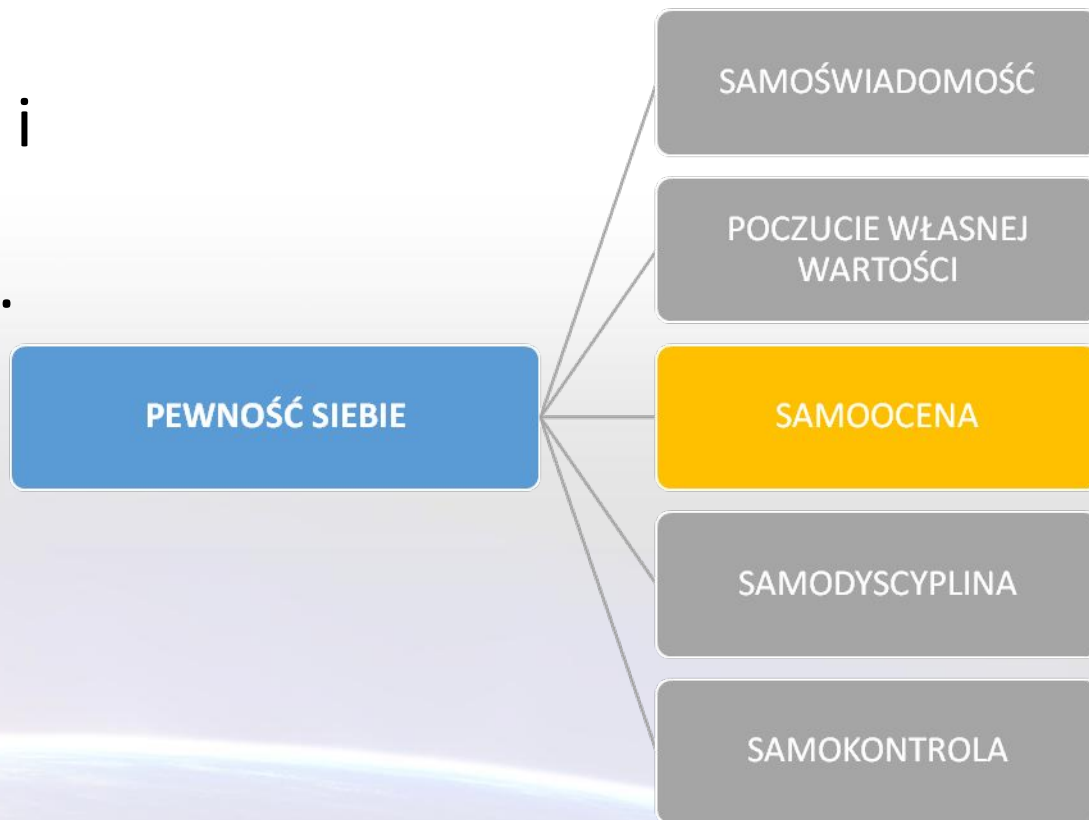 i
.
PEWNOŚĆ SIEBIE
SAMOŚWIADOMOŚĆ
POCZUCIE WŁASNEJ
WARTOŚCI
SAMOOCENA
SAMODYSCYPLINA
SAMOKONTROLA